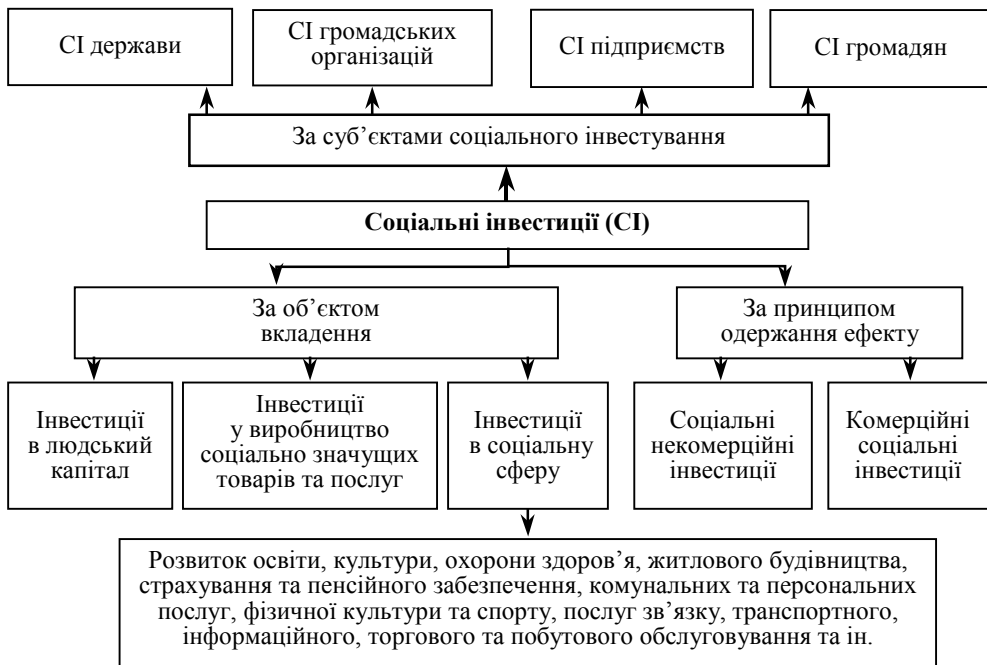 СІ держави
СІ громадських
організацій
СІ підприємств
СІ громадян
За суб’єктами соціального інвестування
Соціальні інвестиції (СІ)
За об’єктом
вкладення
За принципом
одержання ефекту
Інвестиції
в людський
капітал
Інвестиції
у виробництво
соціально значущих
товарів та послуг
Інвестиції
в соціальну
сферу
Соціальні
некомерційні
інвестиції
Комерційні
соціальні
інвестиції
Розвиток освіти, культури, охорони здоров’я, житлового будівництва,
страхування та пенсійного забезпечення, комунальних та персональних
послуг, фізичної культури та спорту, послуг зв’язку, транспортного,
інформаційного, торгового та побутового обслуговування та ін.